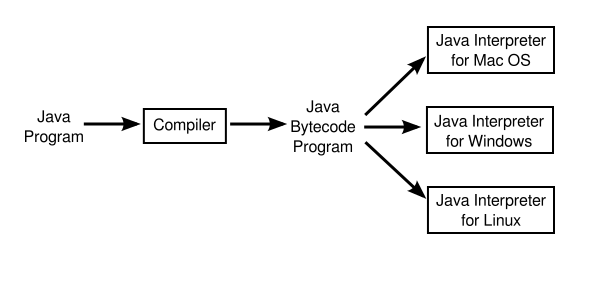 Java
Program
Compiler
Java
Bytecode
Program
Java Interpreter
for Mac OS
Java Interpreter
for Windows
Java Interpreter
for Linux